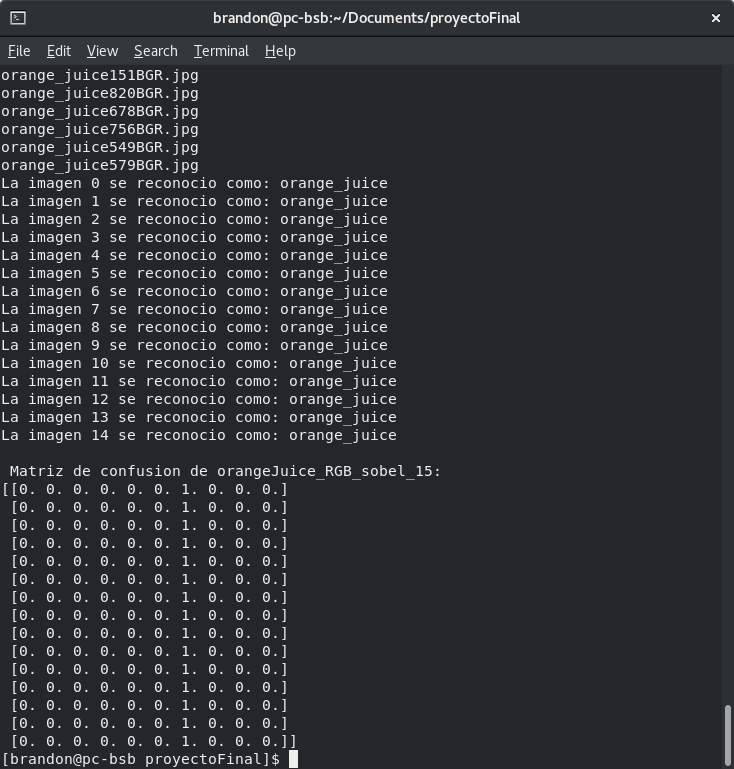 brandon@pc-bsb:~/Documents/proyectoFinal
File Edit View Search Terminal Help
orange_juice151BGR.jpg
orange_juice820BGR.jpg
orange_juice678BGR.jpg
orange_juice756BGR.jpg
orange_juice549BGR.jpg
orange_juice579BGR.jpg
La imagen 0 se reconocio como: orange_juice
La imagen 1 se reconocio como: orange_juice
La imagen 2 se reconocio como: orange_juice
La imagen 3 se reconocio como: orange_juice
La imagen 4 se reconocio como: orange_juice
La imagen 5 se reconocio como: orange_juice
La imagen 6 se reconocio como: orange_juice
La imagen 7 se reconocio como: orange_juice
La imagen 8 se reconocio como: orange_juice
La imagen 9 se reconocio como: orange_juice
La imagen 10 se reconocio como: orange_juice
La imagen 11 se reconocio como: orange_juice
La imagen 12 se reconocio como: orange_juice
La imagen 13 se reconocio como: orange_juice
La imagen 14 se reconocio como: orange_juice
Matriz de confusion de orangeJuice_RGB_sobel_15:
[[0. 0. 0. 0. 0. 0. 1. 0. 0. 0.]
[0. 0. 0. 0. 0. 0. 1. 0. 0. 0.]
[0. 0. 0. 0. 0. 0. 1. 0. 0. 0.]
[0. 0. 0. 0. 0. 0. 1. 0. 0. 0.]
[0. 0. 0. 0. 0. 0. 1. 0. 0. 0.]
[0. 0. 0. 0. 0. 0. 1. 0. 0. 0.]
[0. 0. 0. 0. 0. 0. 1. 0. 0. 0.]
[0. 0. 0. 0. 0. 0. 1. 0. 0. 0.]
[0. 0. 0. 0. 0. 0. 1. 0. 0. 0.]
[0. 0. 0. 0. 0. 0. 1. 0. 0. 0.]
[0. 0. 0. 0. 0. 0. 1. 0. 0. 0.]
[0. 0. 0. 0. 0. 0. 1. 0. 0. 0.]
[0. 0. 0. 0. 0. 0. 1. 0. 0. 0.]
[0. 0. 0. 0. 0. 0. 1. 0. 0. 0.]
[0. 0. 0. 0. 0. 0. 1. 0. 0. 0.]]
[brandon@pc-bsb proyectoFinal]$